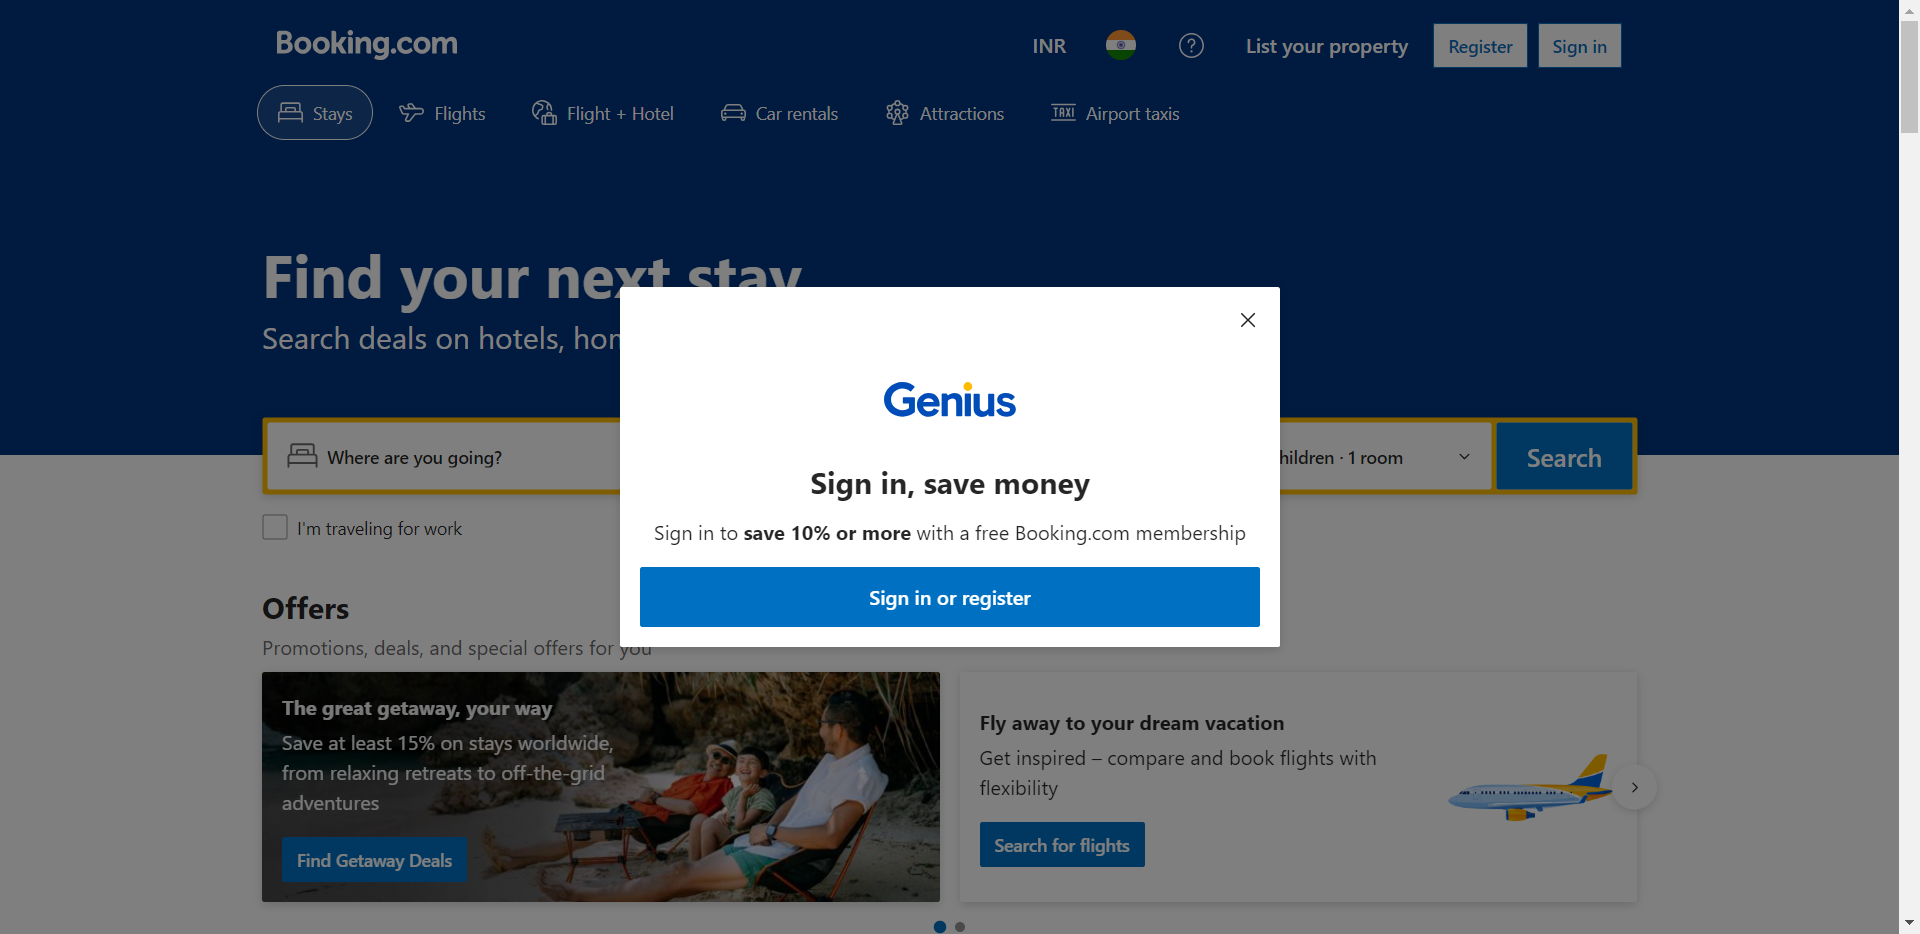 Booking.com
INR
List your property
Register
Sign in
Stays
Flights
Flight + Hotel
Car rentals
Attractions
TAXI
Airport taxis
Find your next stay
Search deals on hotels,
Genius
Sign in, save money
Sign in to save 10% or more with a free Booking.com membership
Sign in or register
Where are you going?
1 room
Search
I'm traveling for work
Offers
Promotions, deals, and special offers for you
The great getaway, your way
Save at least 15% on stays worldwide,
from relaxing retreats to off-the-grid
adventures
Find Getaway Deals
Fly away to your dream vacation
Get inspired – compare and book flights with
flexibility
Search for flights